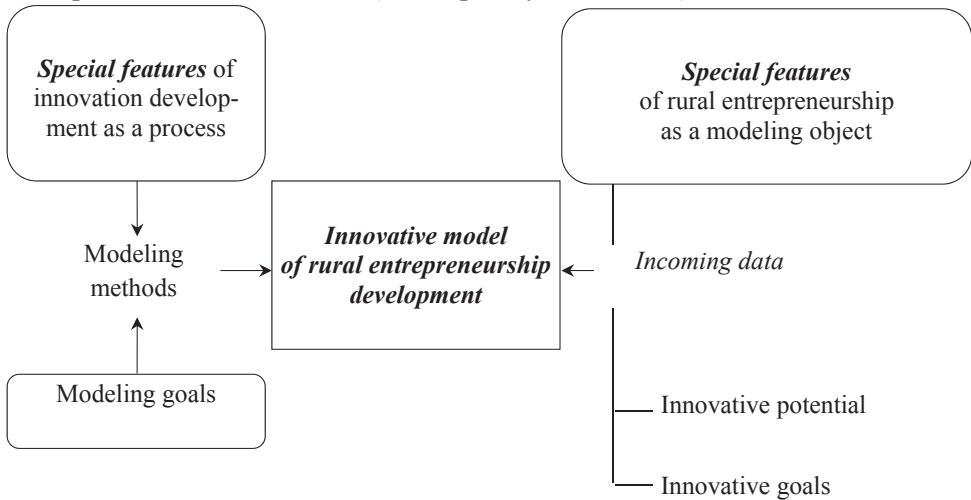 Special features of
innovation develop-
ment as a process
Special features
of rural entrepreneurship
as a modeling object
Modeling
methods
Innovative model
of rural entrepreneurship
development
Incoming data
Modeling goals
Innovative potential
Innovative goals